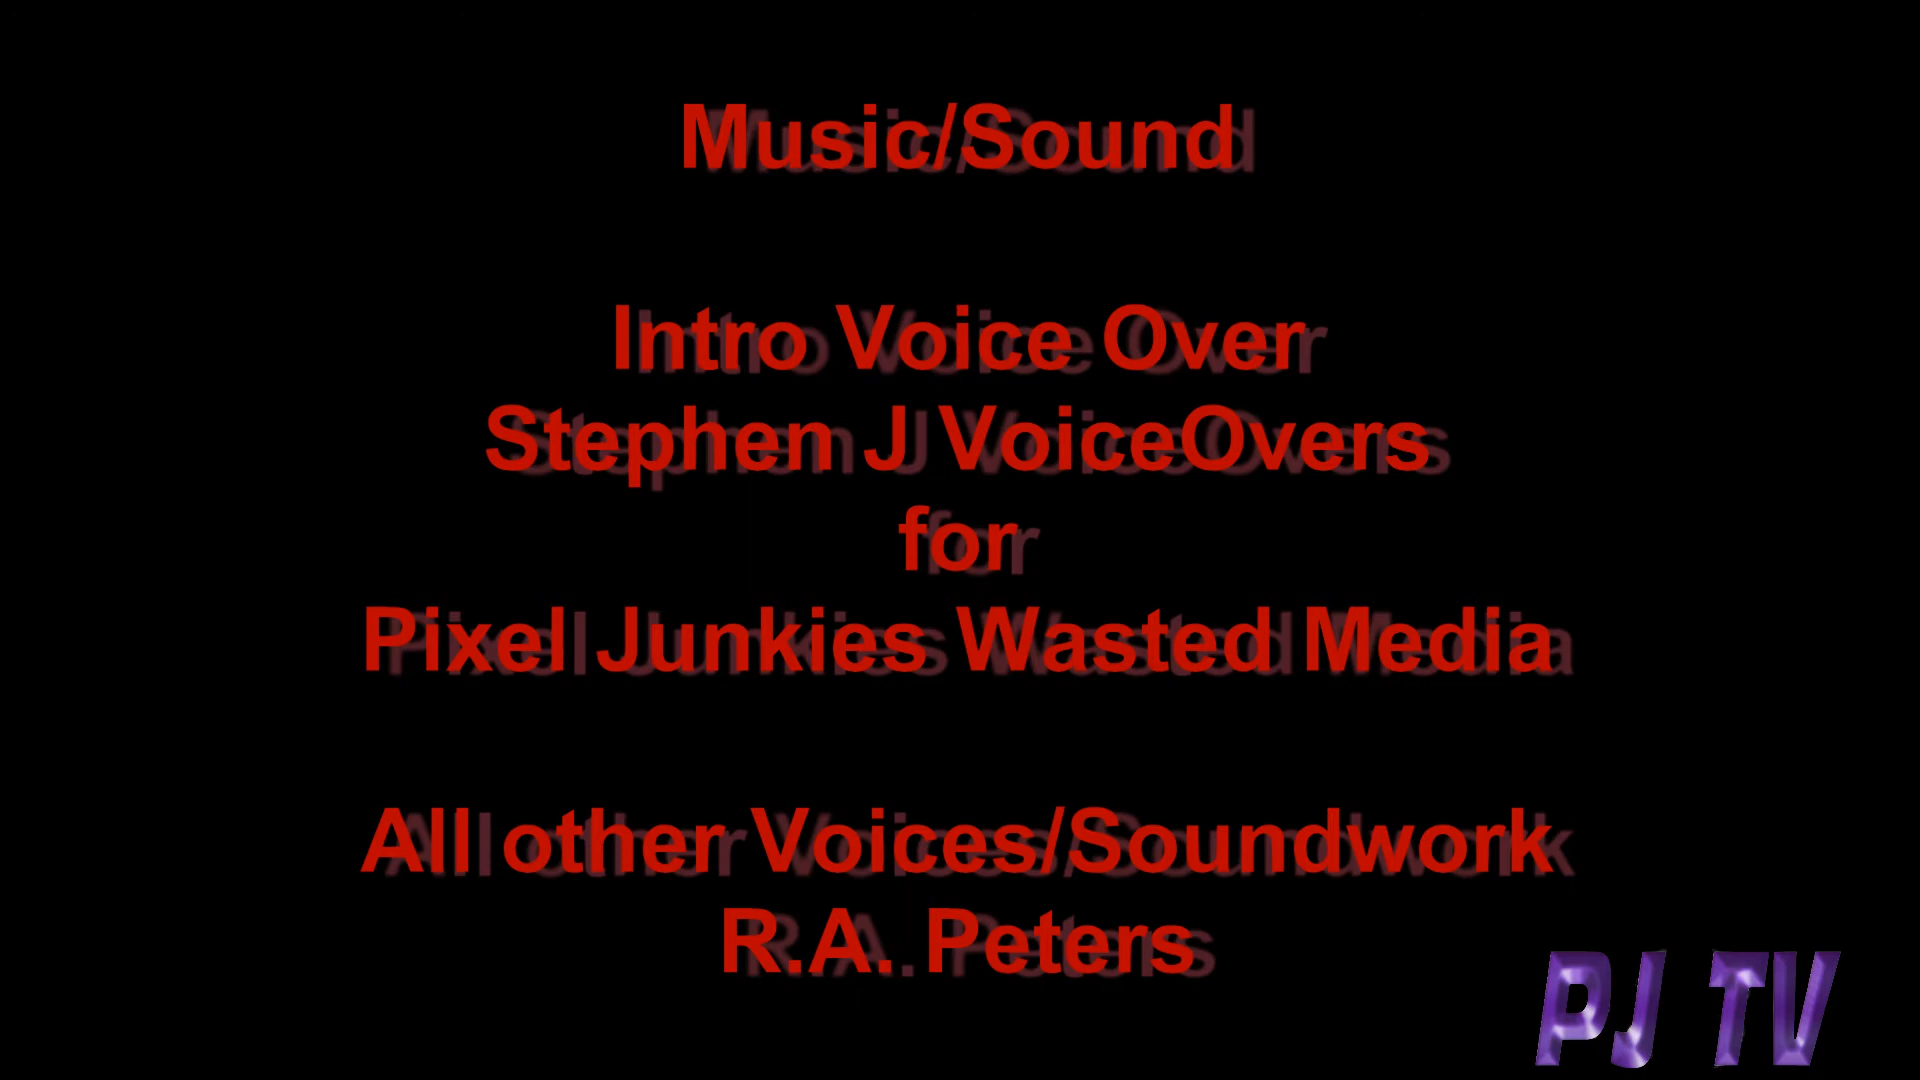 Music/Sound
Intro Voice Over
Stephen J VoiceOvers
for
Pixel Junkies Wasted Media
All other Voices/Soundwork
R.A. Peters
PJ TV